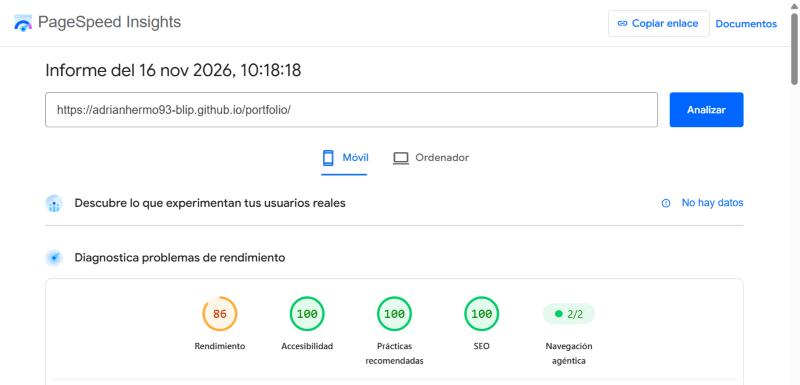 PageSpeed Insights
Copiar enlace
Documentos
Informe del 16 nov 2026, 10:18:18
https://adrianhermo93-blip.github.io/portfolio/
Analizar
Móvil
Ordenador
Descubre lo que experimentan tus usuarios reales
No hay datos
Diagnostica problemas de rendimiento
86
Rendimiento
100
Accesibilidad
100
Prácticas
recomendadas
100
SEO
2/2
Navegación
agéntica